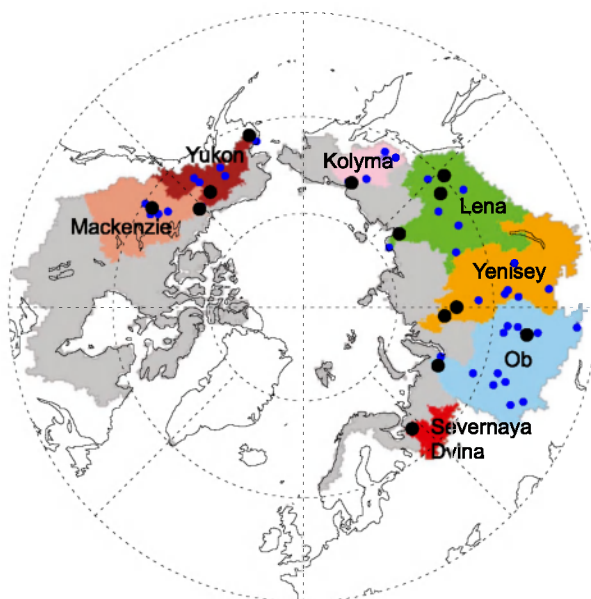 Yukon
Kolyma
Mackenzie
Lena
Yenisey
Ob
Severnaya
Dvina